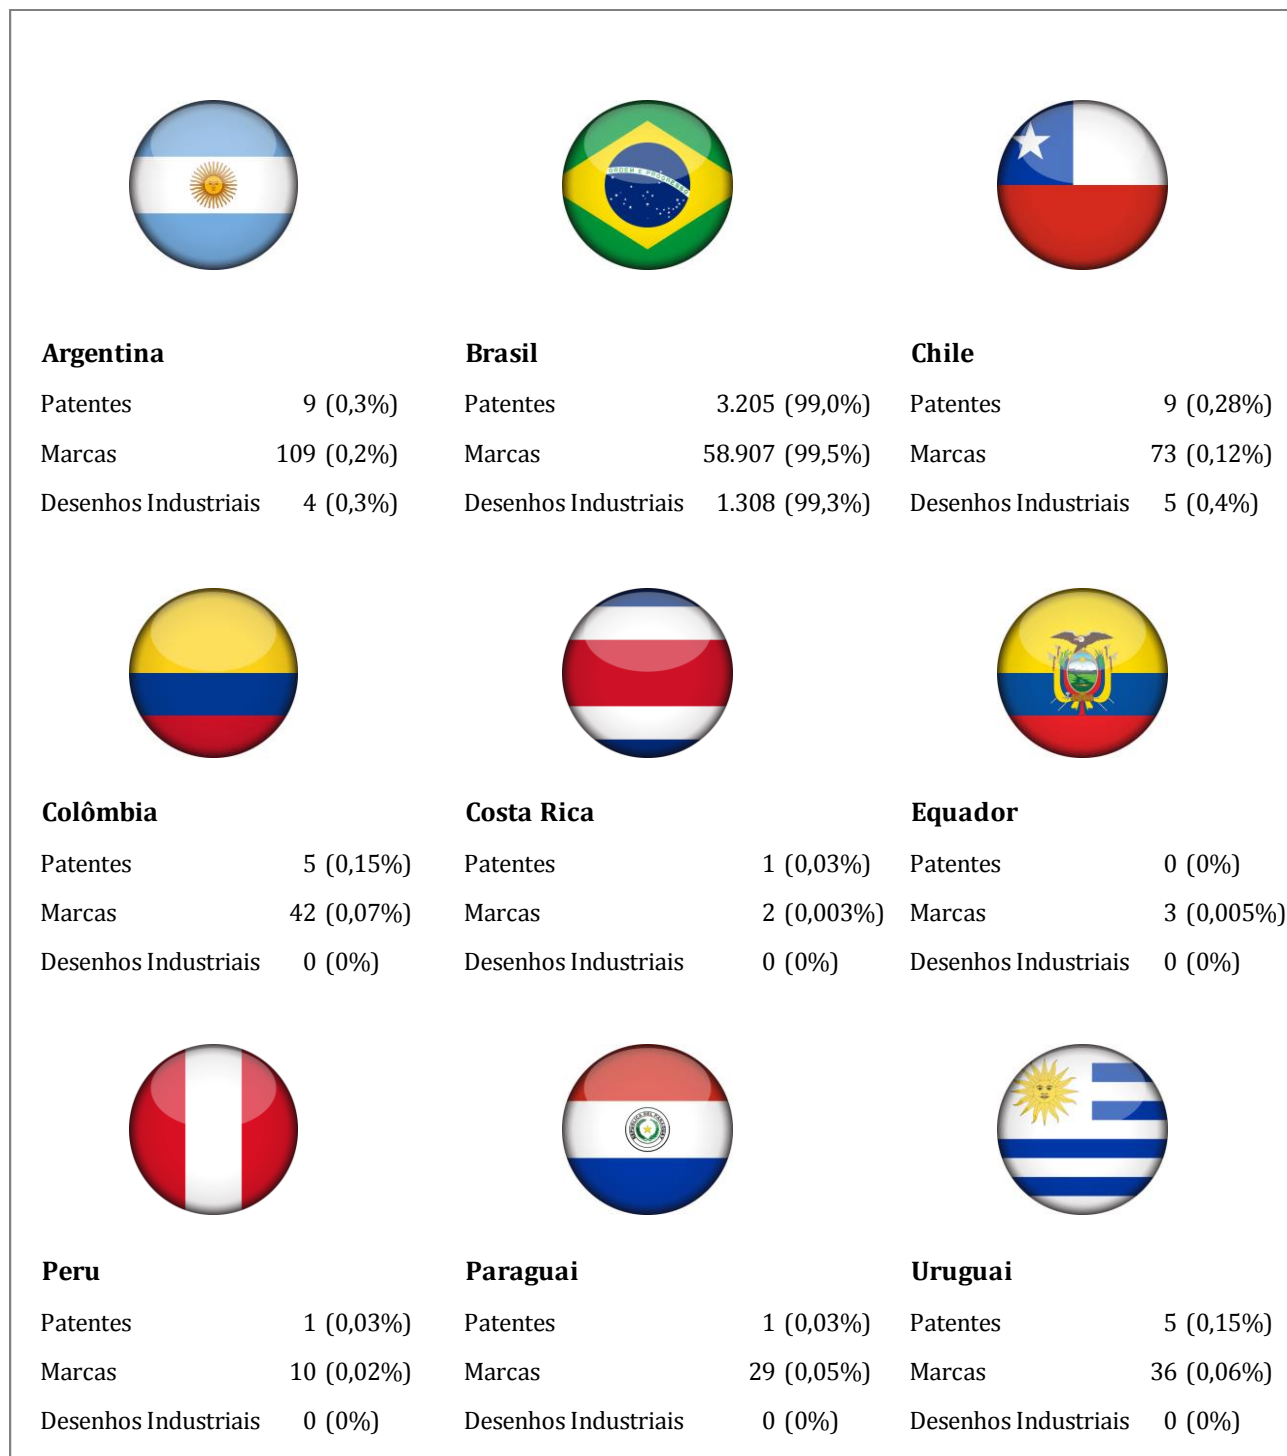 ORDEM E PROGRESSO
Argentina
Patentes 9 (0,3%)
Marcas 109 (0,2%)
Desenhos Industriais 4 (0,3%)
Brasil
Patentes 3.205 (99,0%)
Marcas 58.907 (99,5%)
Desenhos Industriais 1.308 (99,3%)
Chile
Patentes 9 (0,28%)
Marcas 73 (0,12%)
Desenhos Industriais 5 (0,4%)
Colômbia
Patentes 5 (0,15%)
Marcas 42 (0,07%)
Desenhos Industriais 0 (0%)
Costa Rica
Patentes 1 (0,03%)
Marcas 2 (0,003%)
Desenhos Industriais 0 (0%)
Equador
Patentes 0 (0%)
Marcas 3 (0,005%)
Desenhos Industriais 0 (0%)
REPUBLICA DEL PARAGUAY
Peru
Patentes 1 (0,03%)
Marcas 10 (0,02%)
Desenhos Industriais 0 (0%)
Paraguai
Patentes 1 (0,03%)
Marcas 29 (0,05%)
Desenhos Industriais 0 (0%)
Uruguai
Patentes 5 (0,15%)
Marcas 36 (0,06%)
Desenhos Industriais 0 (0%)